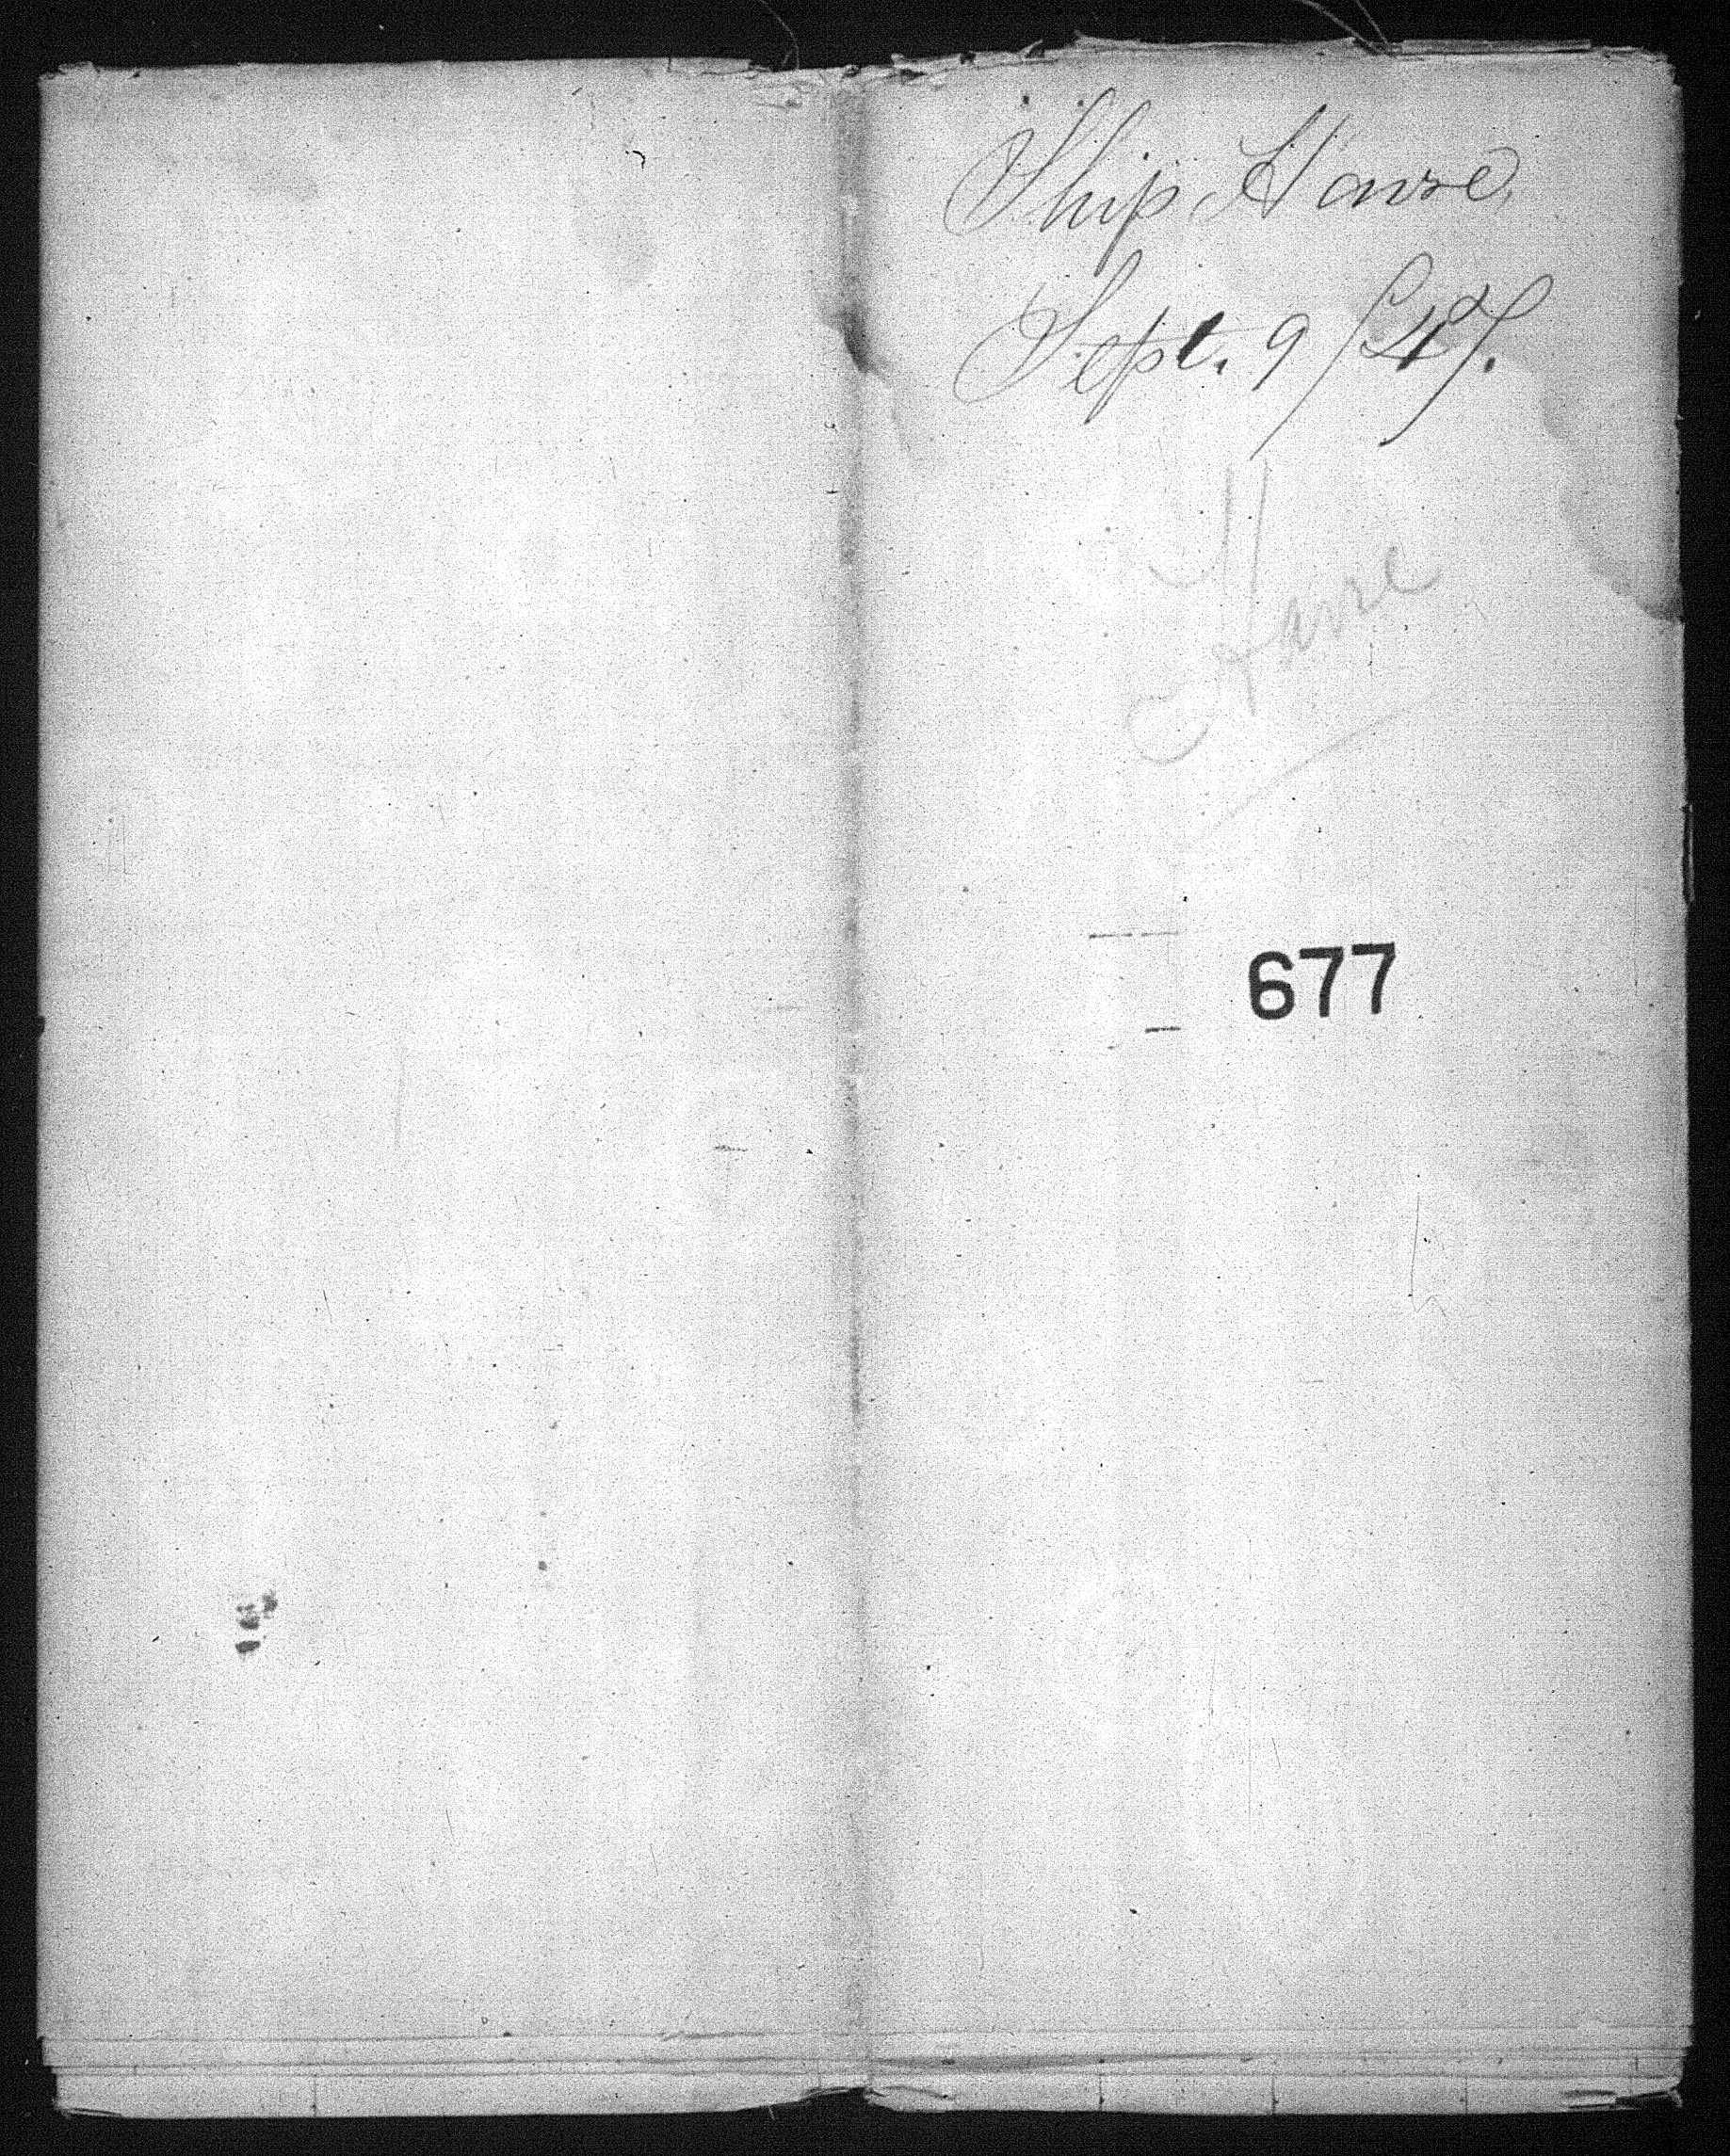 Ship Havre,
Sept. 9/47.
Havre
677